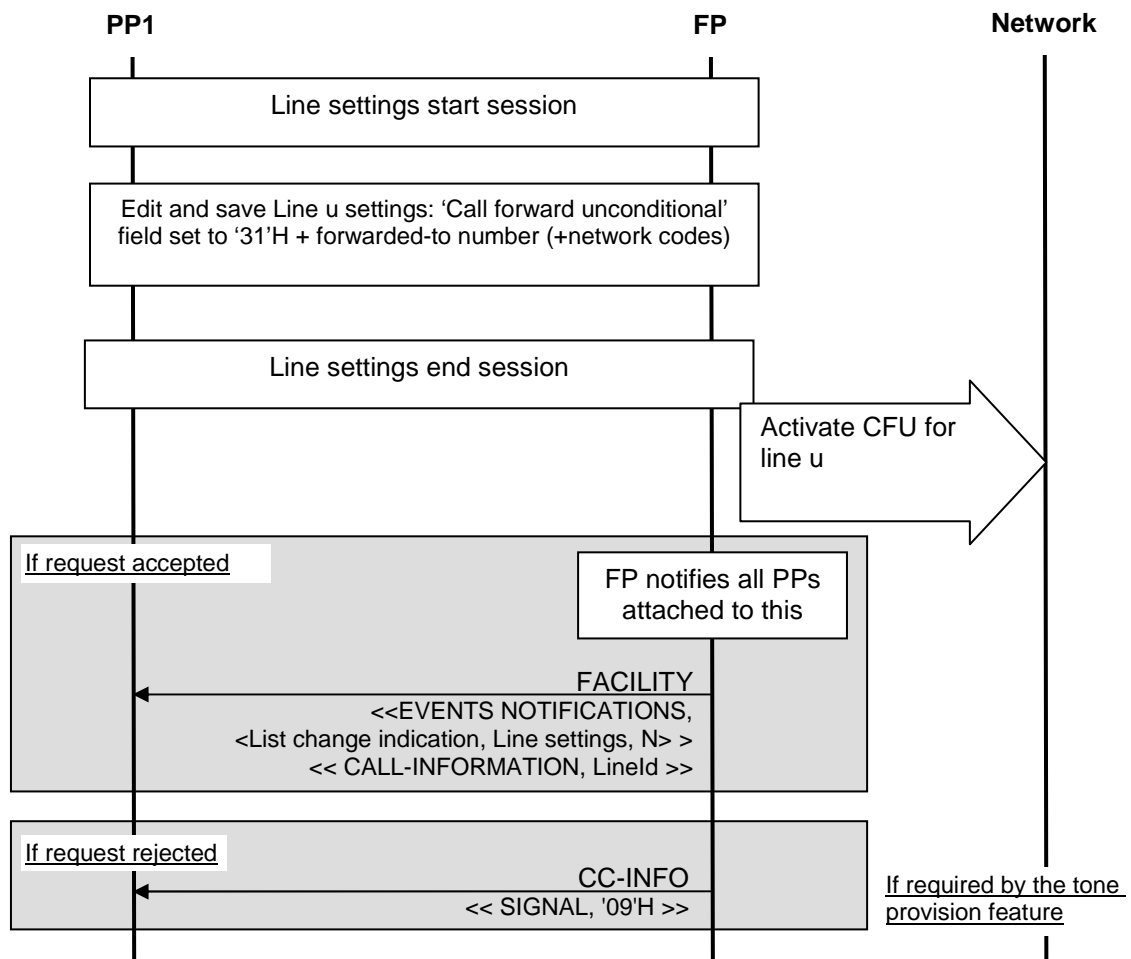 PP1
FP
Network
Line settings start session
Edit and save Line u settings: ‘Call forward unconditional’
field set to ‘31’H + forwarded-to number (+network codes)
Line settings end session
Activate CFU for
line u
If request accepted
FP notifies all PPs
attached to this
FACILITY
<<EVENTS NOTIFICATIONS,
<List change indication, Line settings, N> >
<< CALL-INFORMATION, LineId >>
If request rejected
CC-INFO
<< SIGNAL, '09'H >>
If required by the tone
provision feature